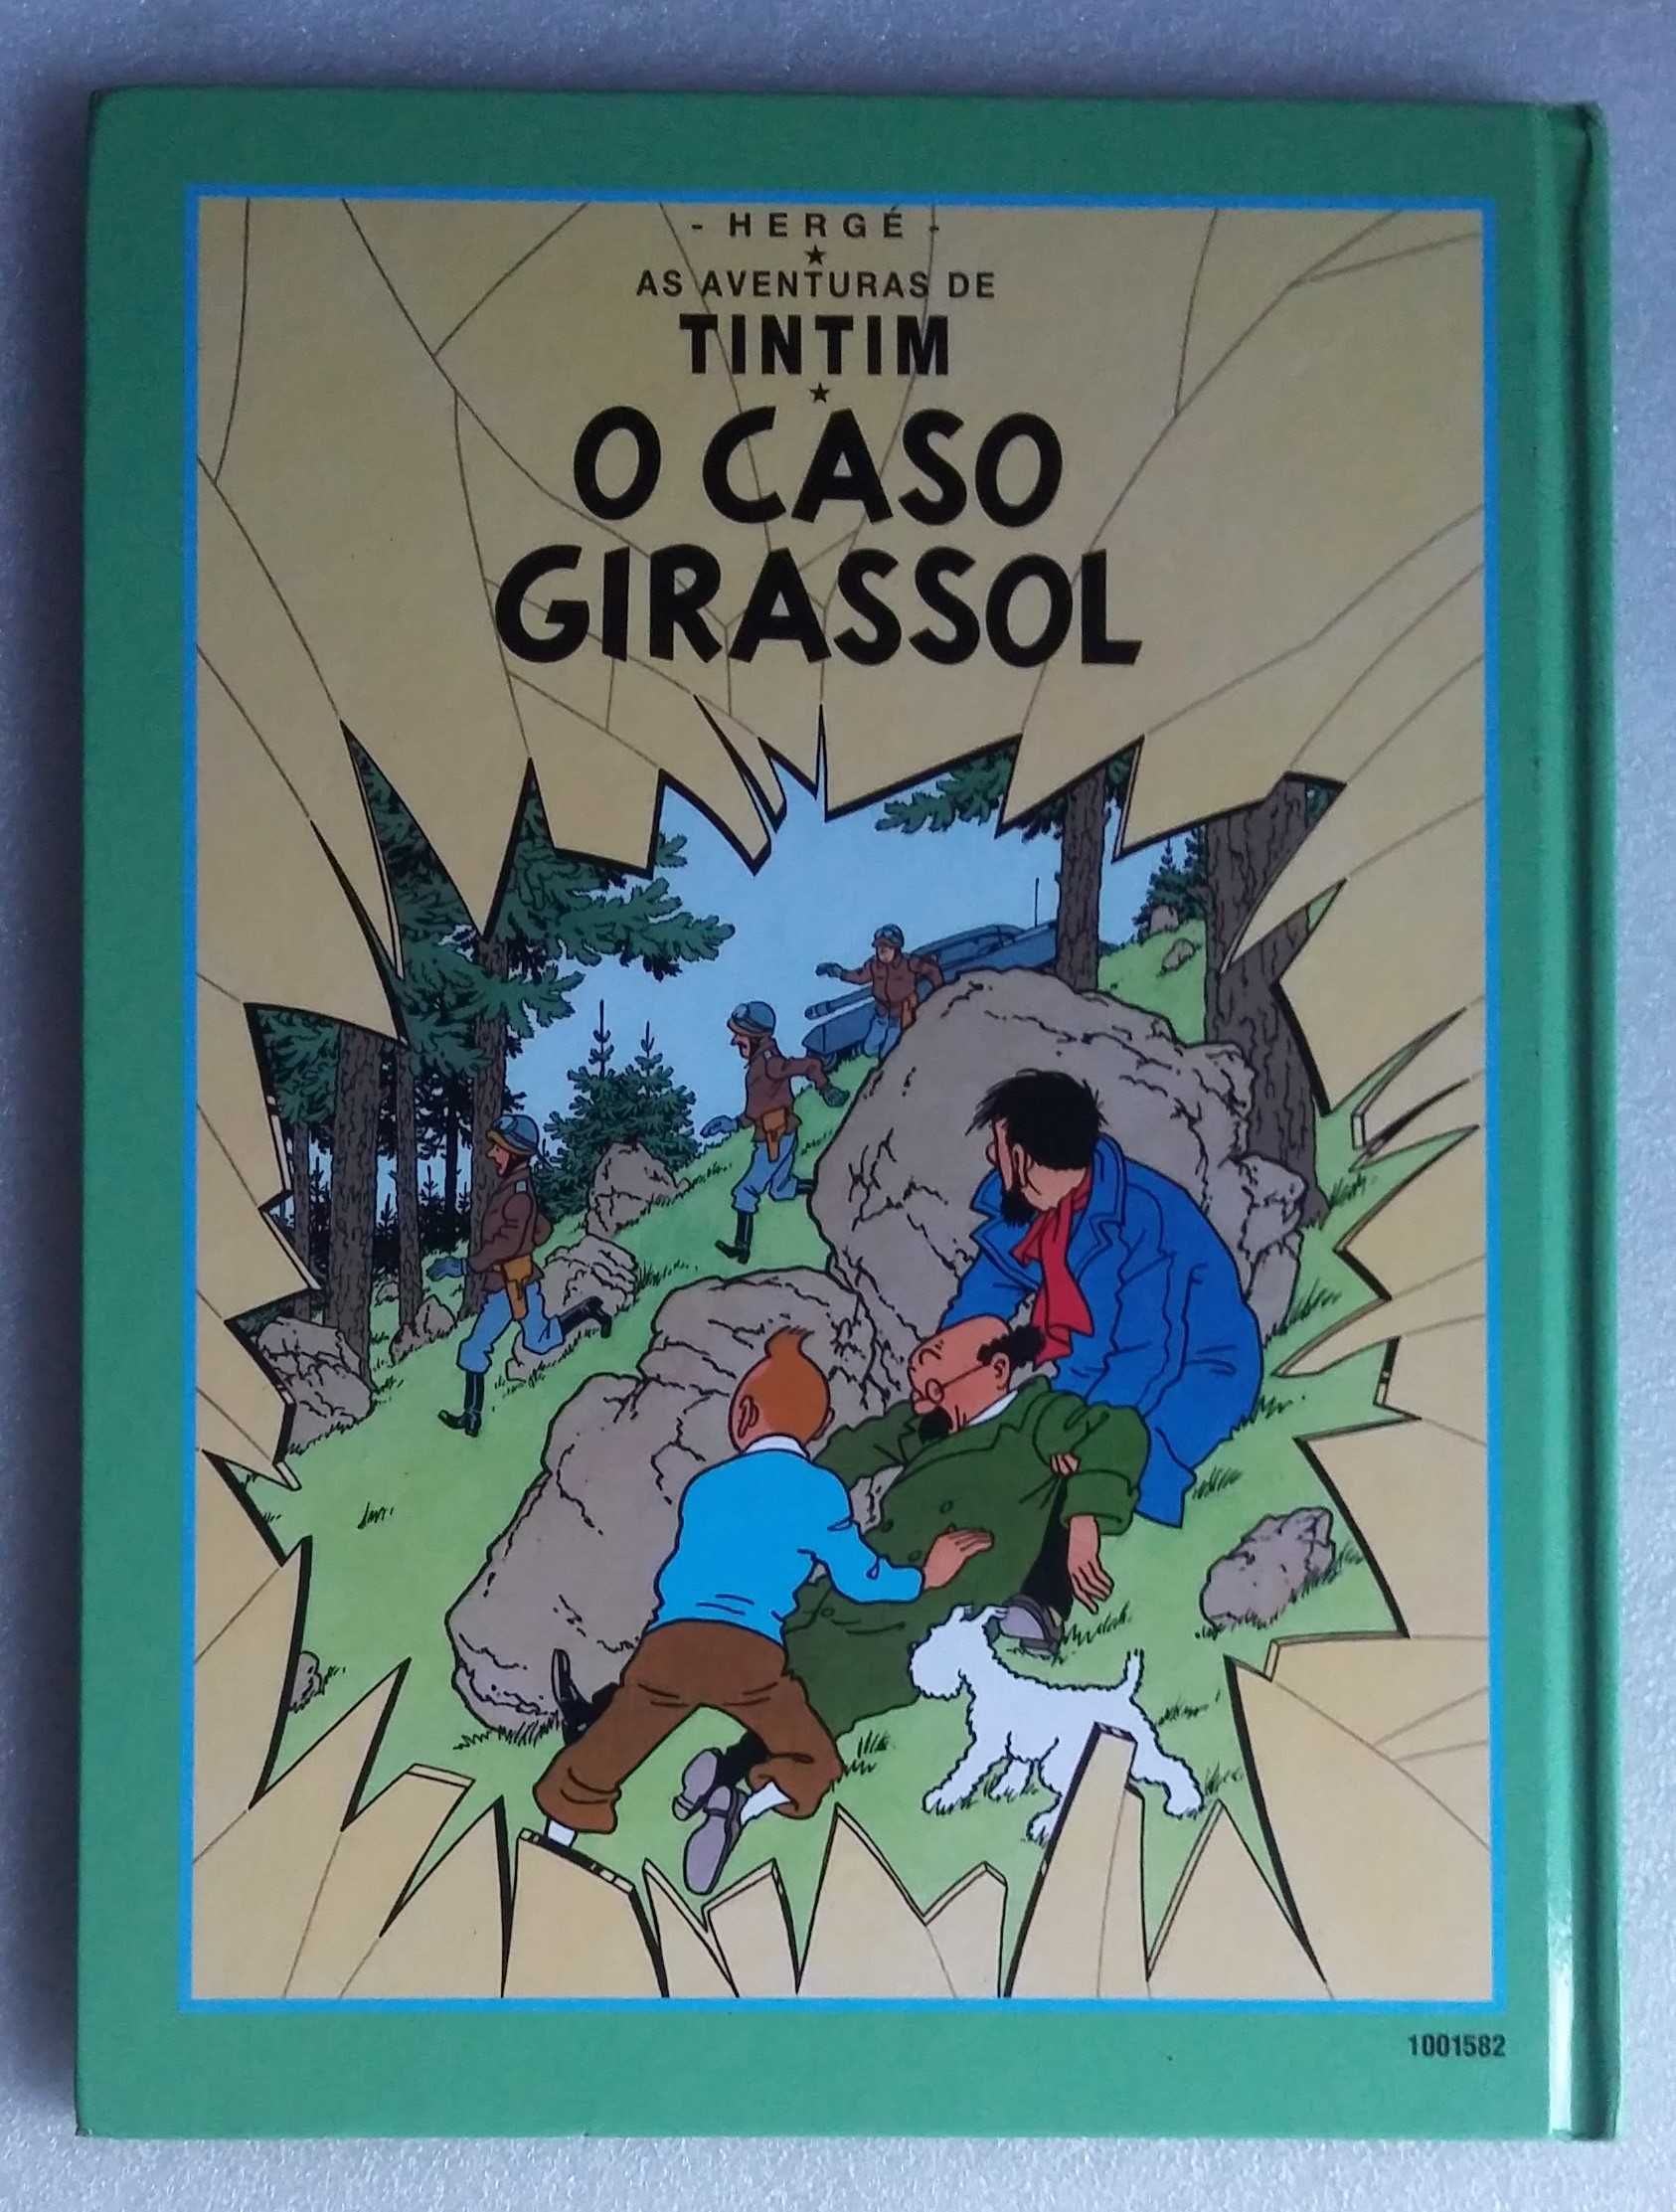 - HERGÉ -
AS AVENTURAS DE
TINTIM
O CASO
GIRASSOL
1001582